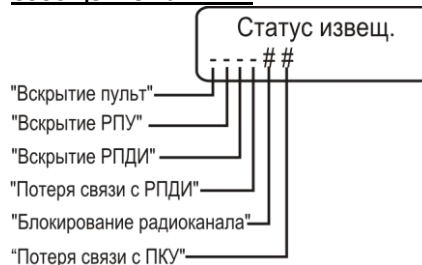 Статус извещ.
- - - - # #
"Вскрытие пульт"
"Вскрытие РПУ"
"Вскрытие РПДИ"
"Потеря связи с РПДИ"
"Блокирование радиоканала"
“Потеря связи с ПКУ"